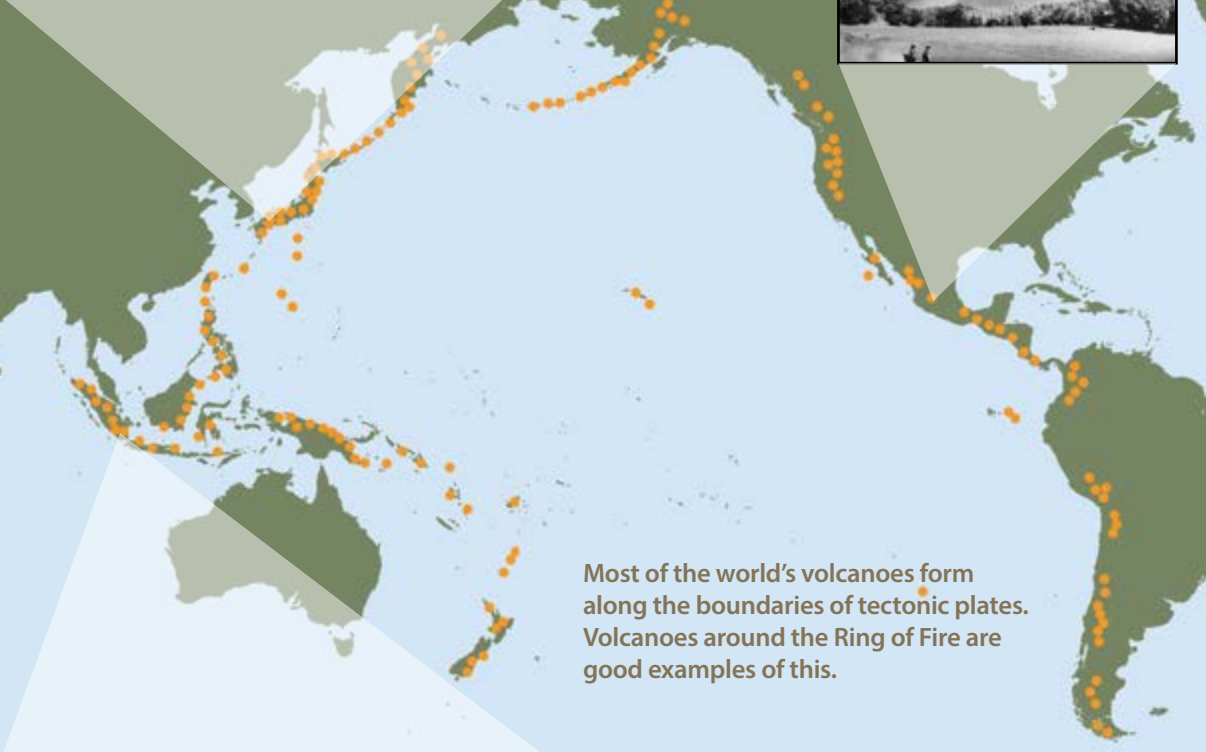 Most of the world’s volcanoes form
along the boundaries of tectonic plates.
Volcanoes around the Ring of Fire are
good examples of this.